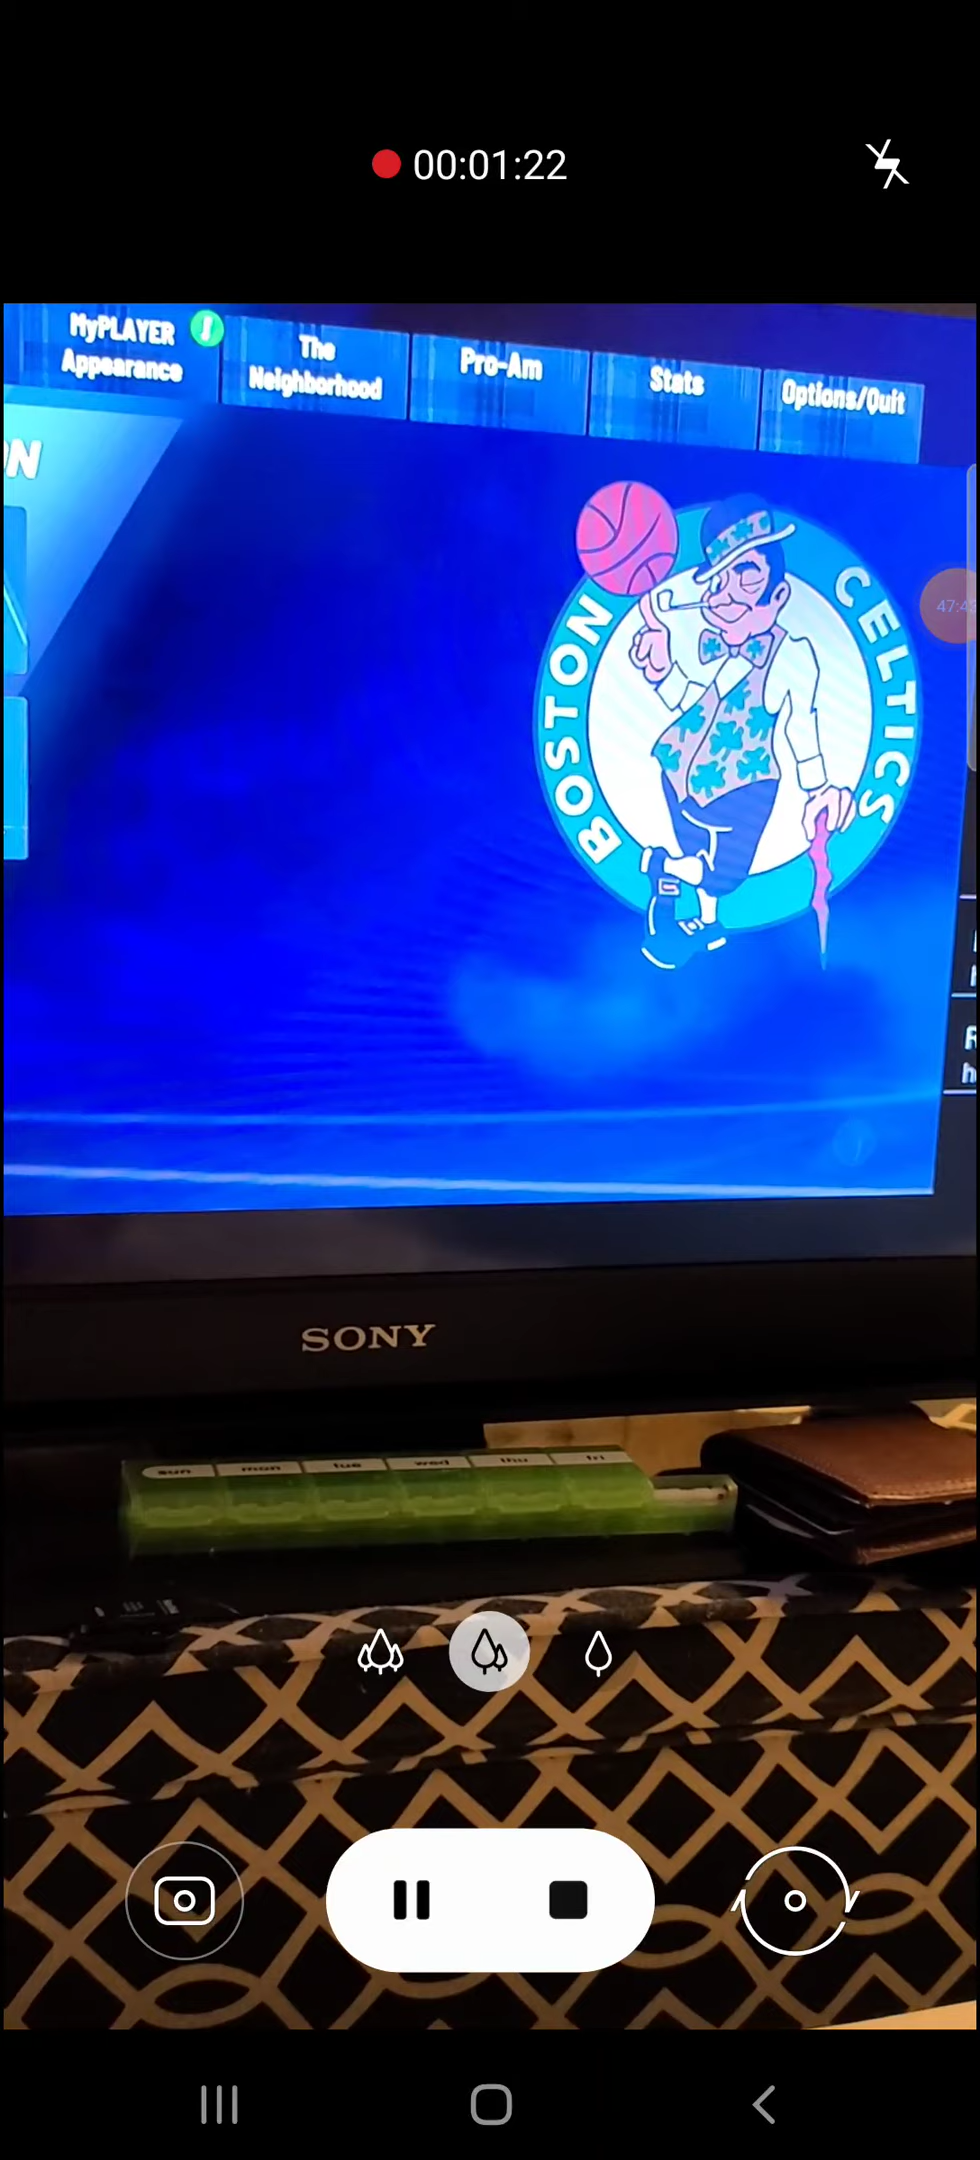 00:01:22
MyPLAYER
Appearance
The
Neighborhood
Pro-Am
Stats
Options/Quit
BOSTON
CELTICS
SONY
sun mon tue wed thu fri